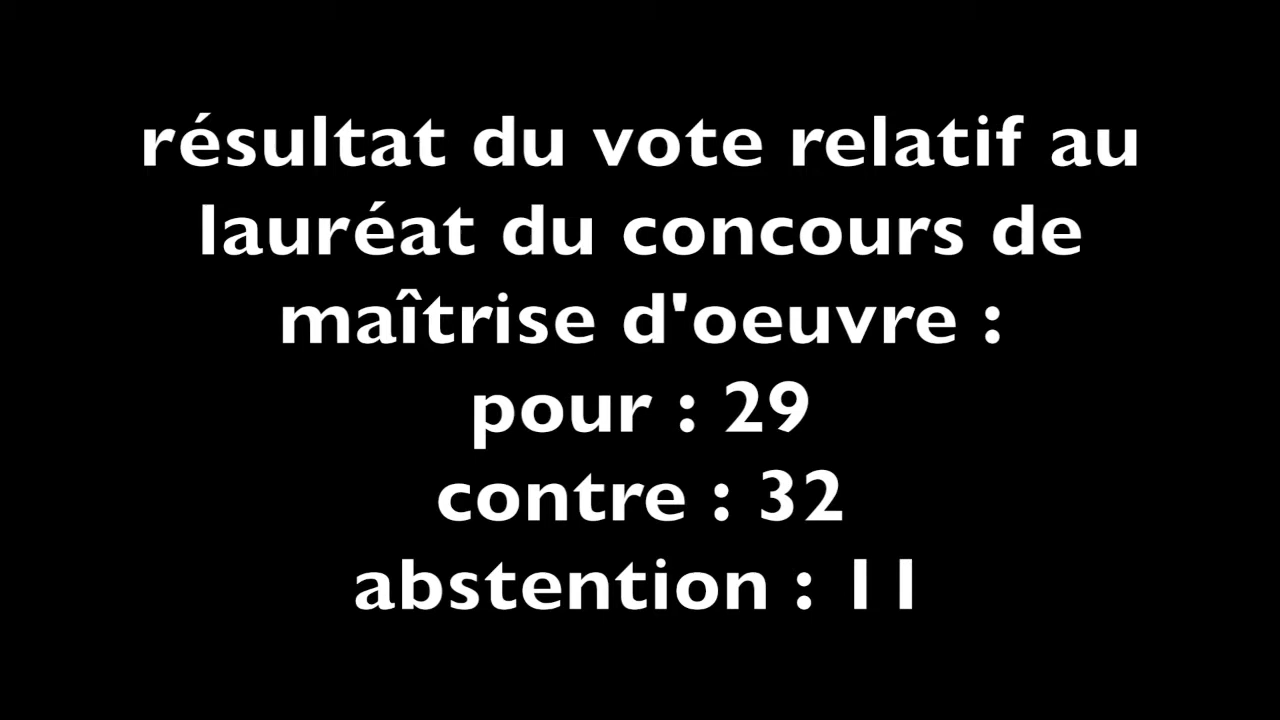 résultat du vote relatif au
lauréat du concours de
maîtrise d'oeuvre :
pour : 29
contre : 32
abstention : 11